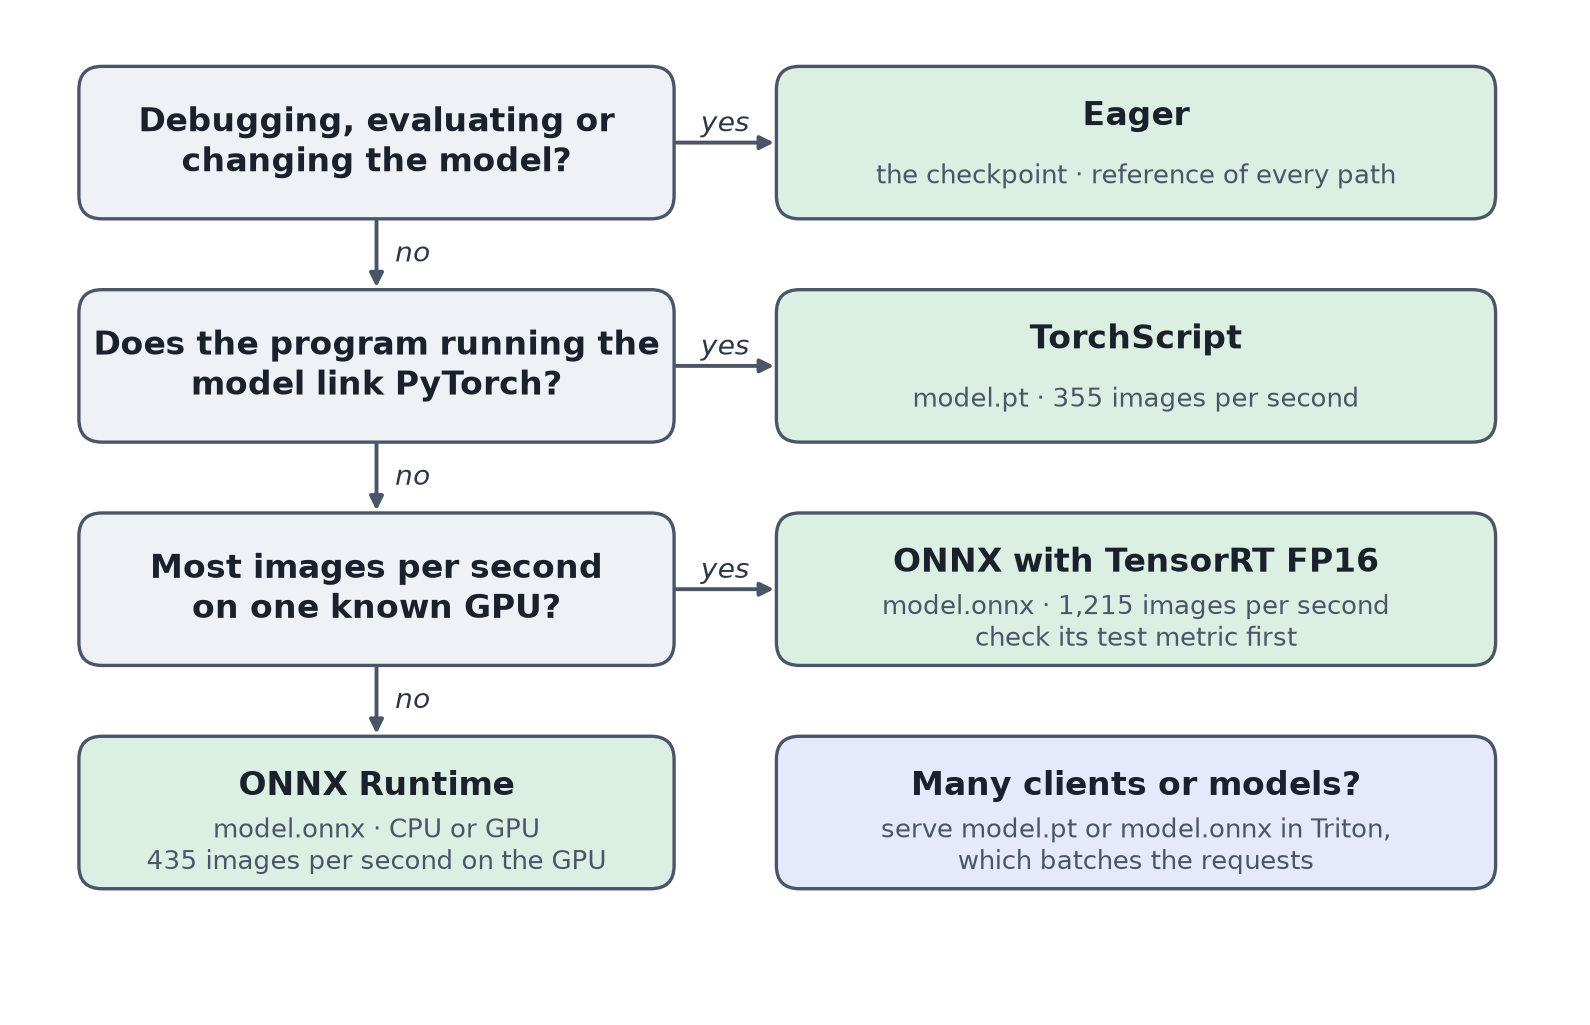 Debugging, evaluating or
changing the model?
yes
Eager
the checkpoint · reference of every path
no
Does the program running the
model link PyTorch?
yes
TorchScript
model.pt · 355 images per second
no
Most images per second
on one known GPU?
yes
ONNX with TensorRT FP16
model.onnx · 1,215 images per second
check its test metric first
no
ONNX Runtime
model.onnx · CPU or GPU
435 images per second on the GPU
Many clients or models?
serve model.pt or model.onnx in Triton,
which batches the requests